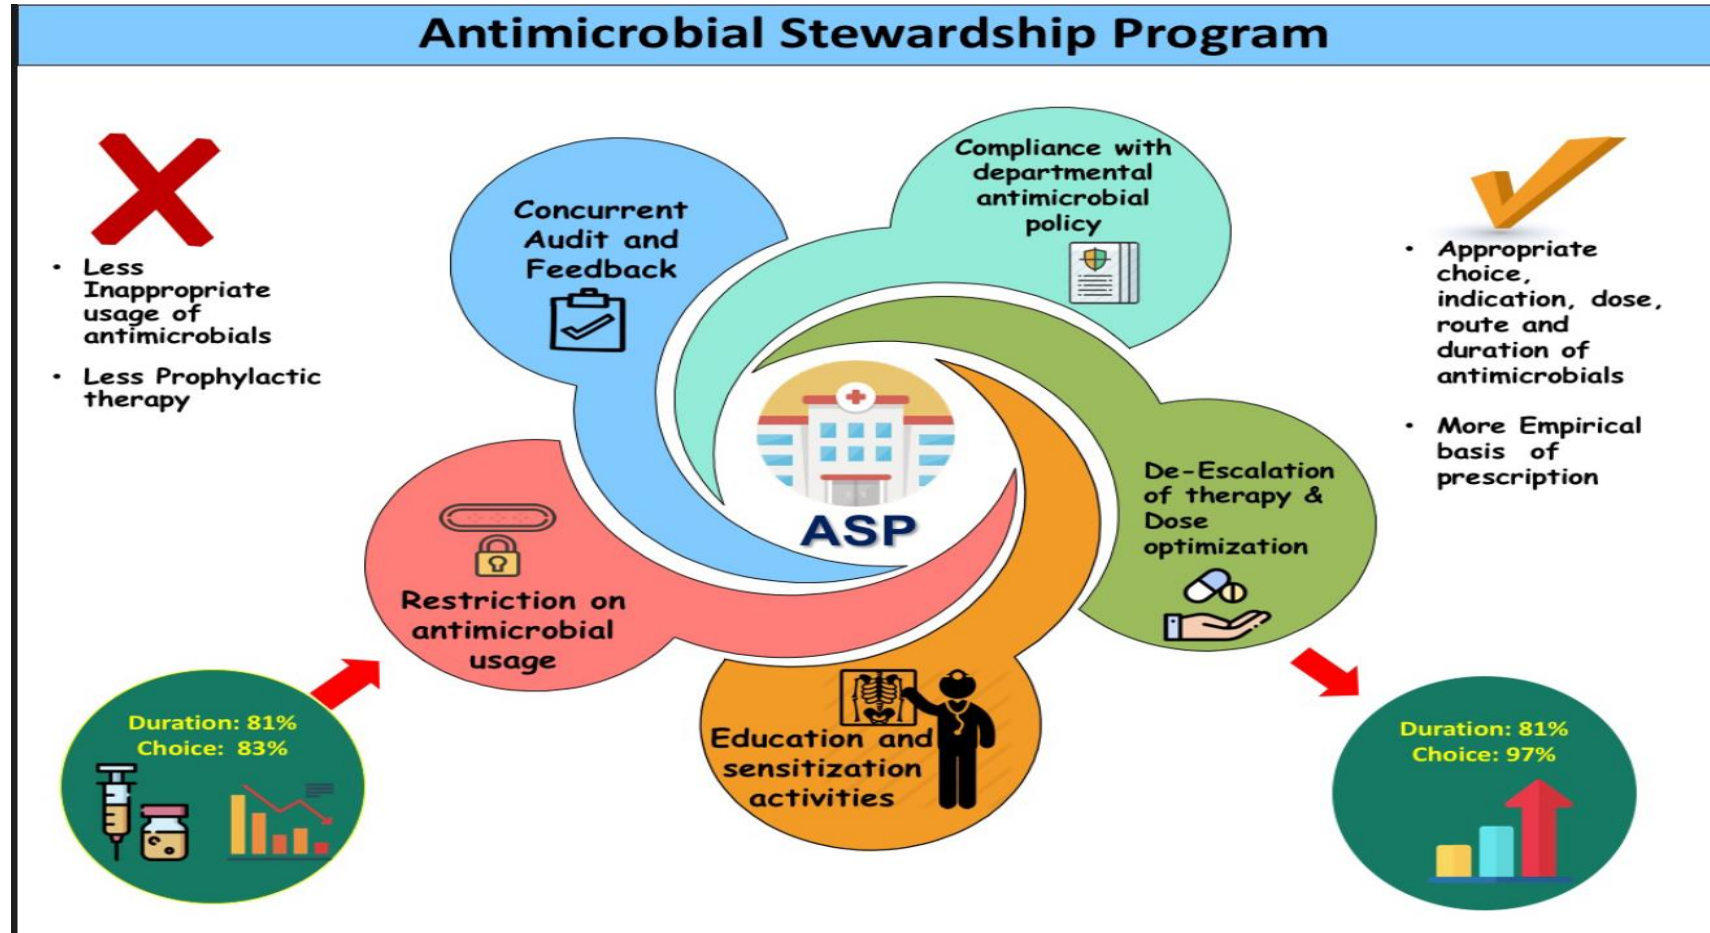 Antimicrobial Stewardship Program
• Less
Inappropriate
usage of
antimicrobials
• Less Prophylactic
therapy
Concurrent
Audit and
Feedback
Compliance with
departmental
antimicrobial
policy
• Appropriate
choice,
indication, dose,
route and
duration of
antimicrobials
• More Empirical
basis of
prescription
De-Escalation
of therapy &
Dose
optimization
ASP
Restriction on
antimicrobial
usage
Education and
sensitization
activities
Duration: 81%
Choice: 83%
Duration: 81%
Choice: 97%